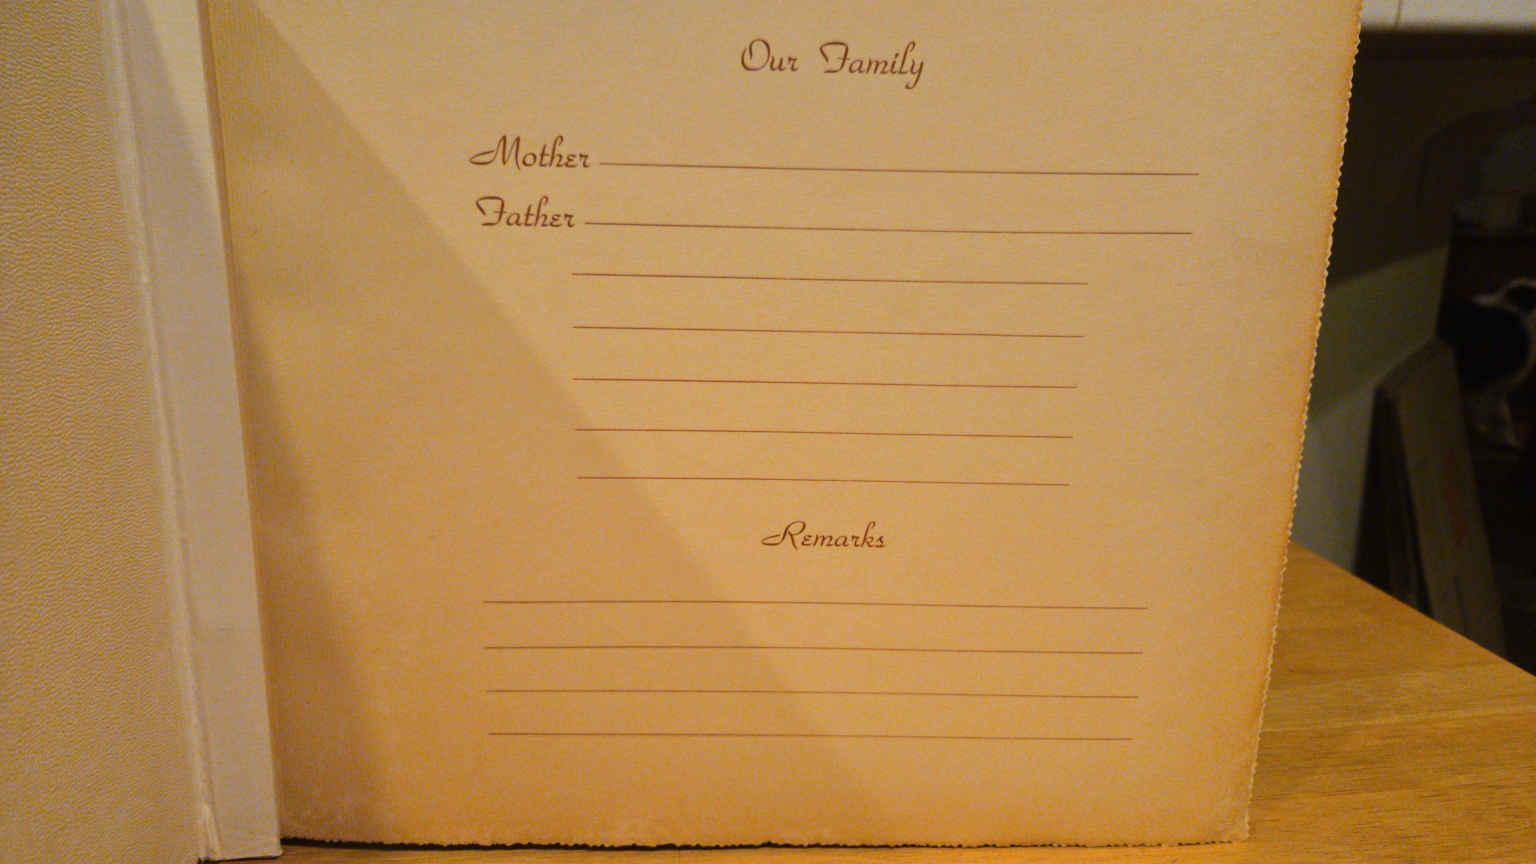 Our Family
Mother
Father
Remarks